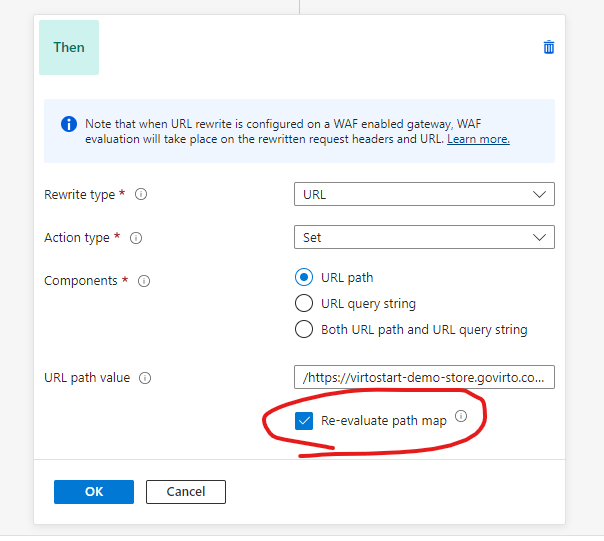 Then
Note that when URL rewrite is configured on a WAF enabled gateway, WAF
evaluation will take place on the rewritten request headers and URL. Learn more.
Rewrite type *
URL
Action type *
Set
Components *
URL path
URL query string
Both URL path and URL query string
URL path value
/https://virtostart-demo-store.govirto.co...
Re-evaluate path map
OK
Cancel